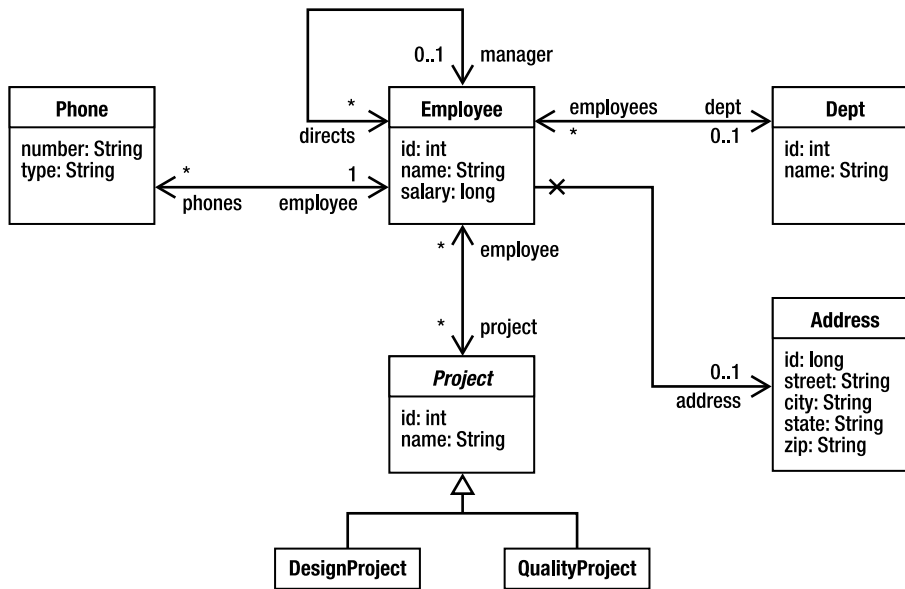 0..1 manager
Phone
number: String
type: String
*
directs
Employee
id: int
name: String
salary: long
employees dept
* 0..1
Dept
id: int
name: String
* 1
phones employee
* employee
* project
Project
id: int
name: String
0..1
address
Address
id: long
street: String
city: String
state: String
zip: String
DesignProject
QualityProject